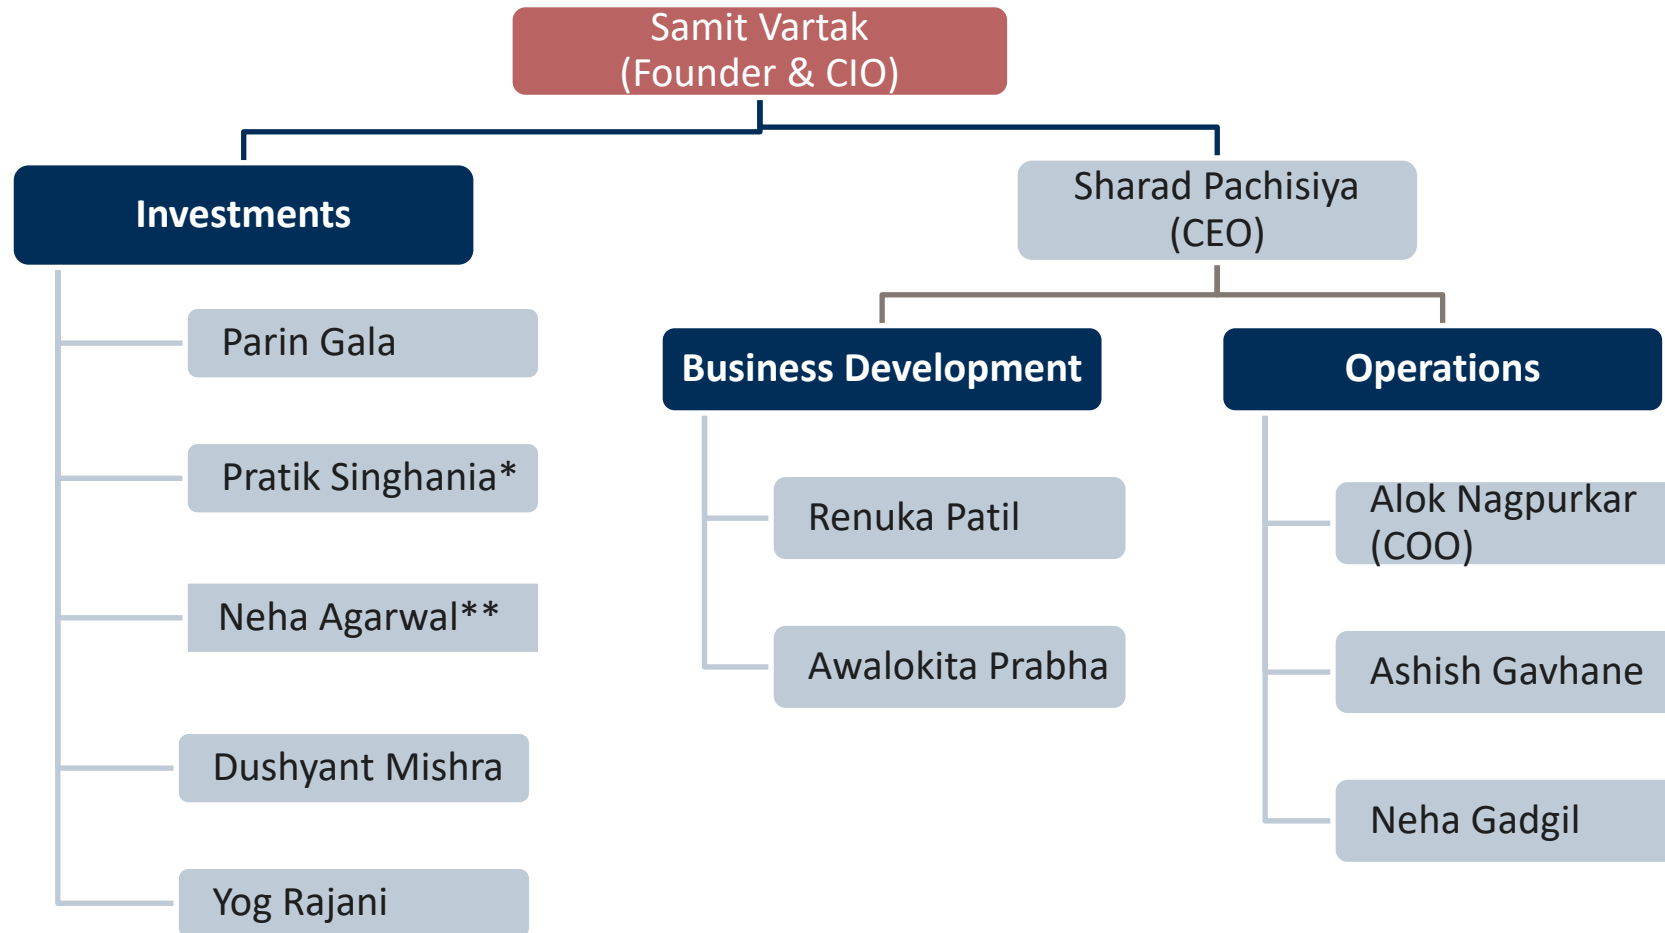 Samit Vartak
(Founder & CIO)
Investments
Parin Gala
Pratik Singhania*
Neha Agarwal**
Dushyant Mishra
Yog Rajani
Sharad Pachisiya
(CEO)
Business Development
Renuka Patil
Awalokita Prabha
Operations
Alok Nagpurkar
(COO)
Ashish Gavhane
Neha Gadgil